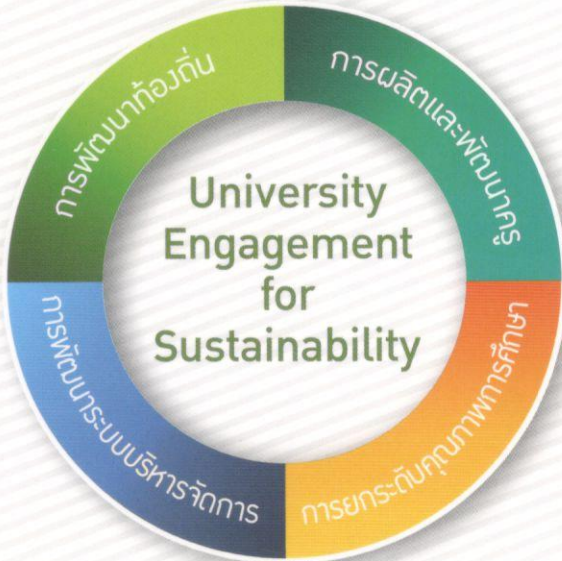 การพัฒนาท้องถิ่น
การผลิตและพัฒนาครู
University
Engagement
for
Sustainability
การพัฒนาระบบบริหารจัดการ
การยกระดับคุณภาพการศึกษา